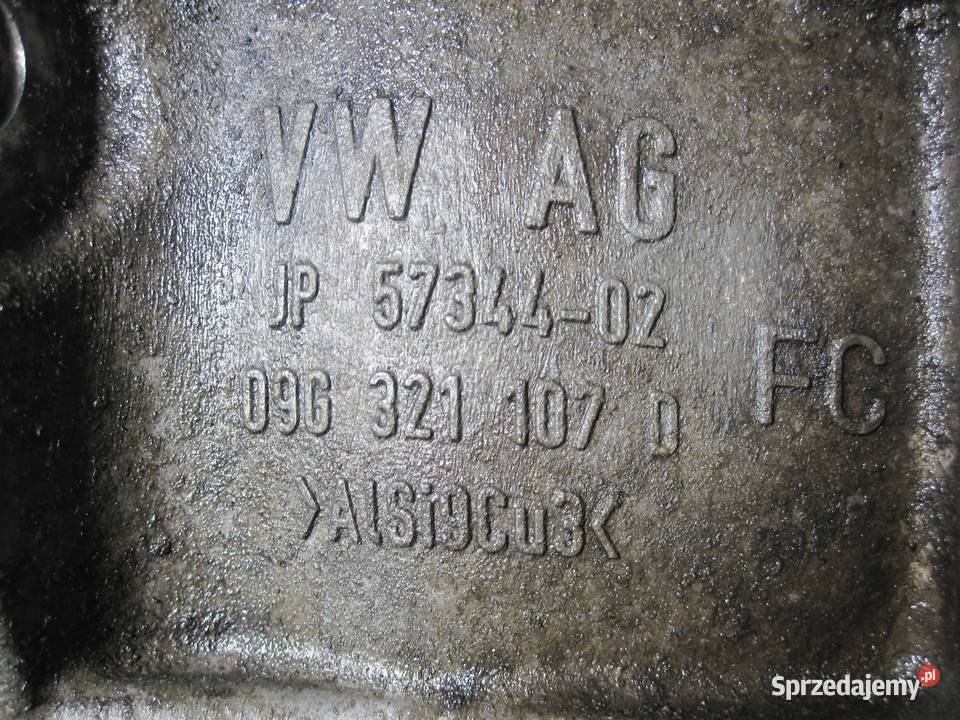 VW AG
JP 57344-02
09G 321 107 D
FC
>AlSi9Cu3<
Sprzedajemy.pl